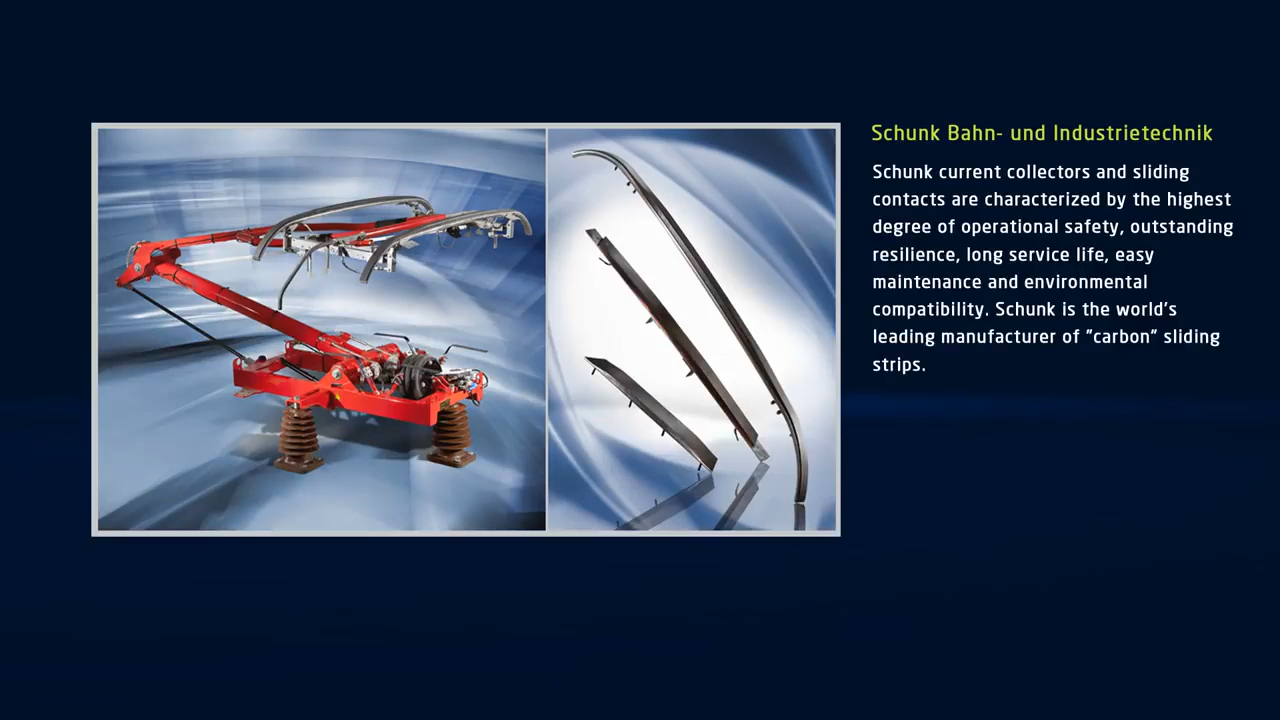 Schunk Bahn- und Industrietechnik
Schunk current collectors and sliding
contacts are characterized by the highest
degree of operational safety, outstanding
resilience, long service life, easy
maintenance and environmental
compatibility. Schunk is the world's
leading manufacturer of "carbon" sliding
strips.